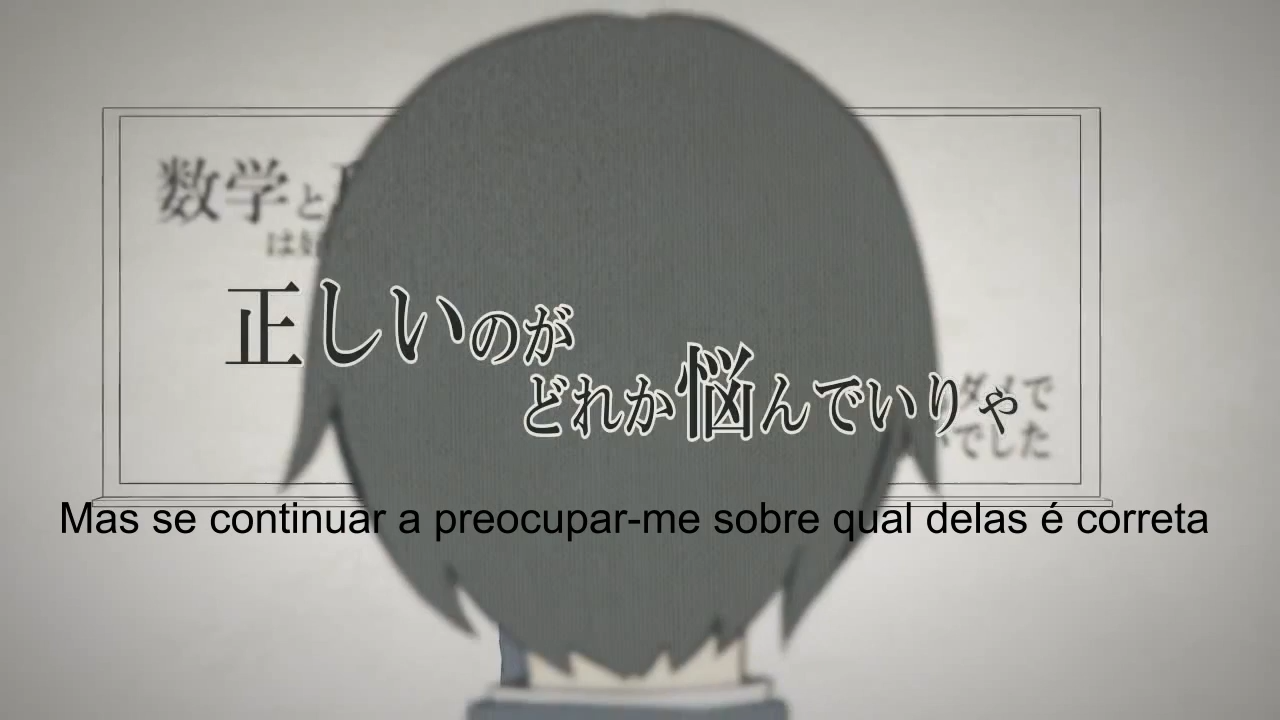 数学と
は好
正しいのが
どれか悩んでいりゃ
ダメで
でした
Mas se continuar a preocupar-me sobre qual delas é correta